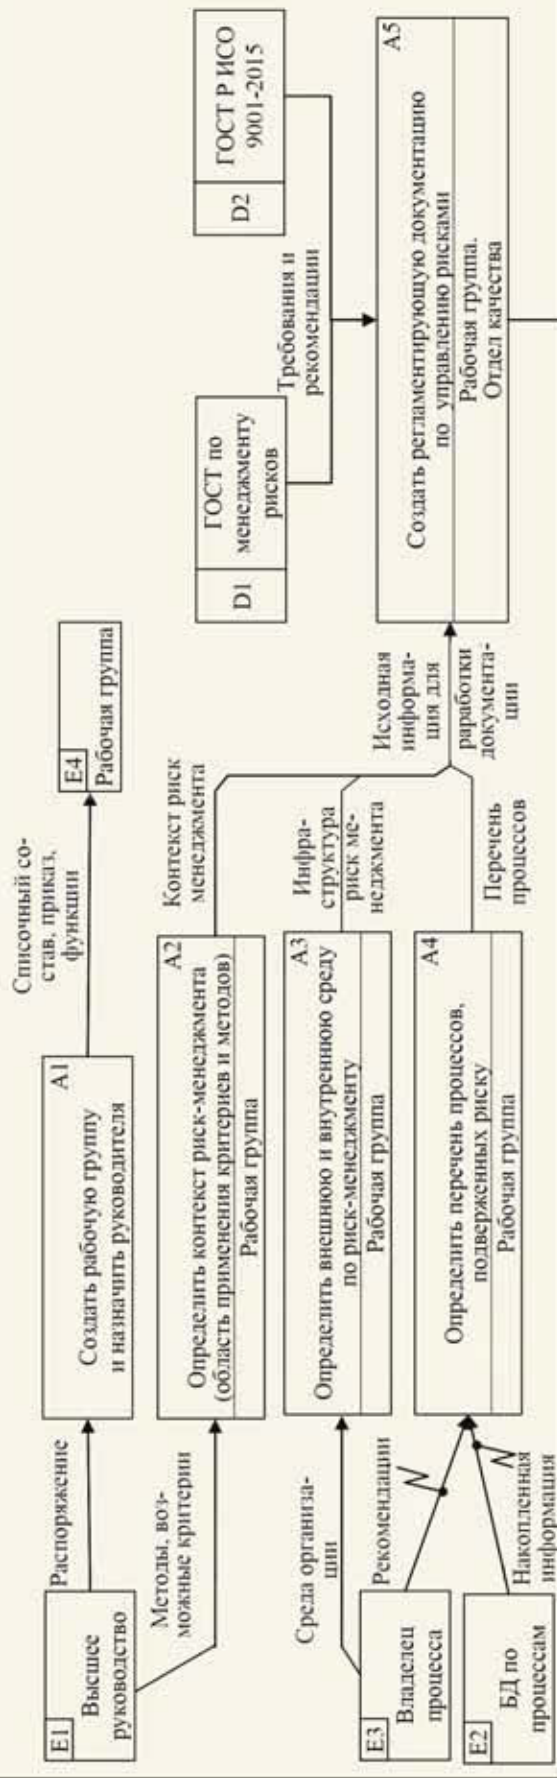 E1
Высшее
руководство
Распоряжение
Методы, воз-
можные критерии
E3
Владелец
процесса
Среда организа-
ции
Рекомендации
E2
БД по
процессам
Накопленная
информация
A1
Создать рабочую группу
и назначить руководителя
Списочный со-
став, приказ,
функции
E4
Рабочая группа
A2
Определить контекст риск-менеджмента
(область применения критериев и методов)
Рабочая группа
Контекст риск
менеджмента
A3
Определить внешнюю и внутреннюю среду
по риск-менеджменту
Рабочая группа
Инфра-
структура
риск ме-
неджмента
A4
Определить перечень процессов,
подверженных риску
Рабочая группа
Перечень
процессов
Исходная
информа-
ция для
раработки
документа-
ции
D1
ГОСТ по
менеджменту
рисков
Требования и
рекомендации
D2
ГОСТ Р ИСО
9001-2015
A5
Создать регламентирующую документацию
по управлению рисками
Рабочая группа.
Отдел качества